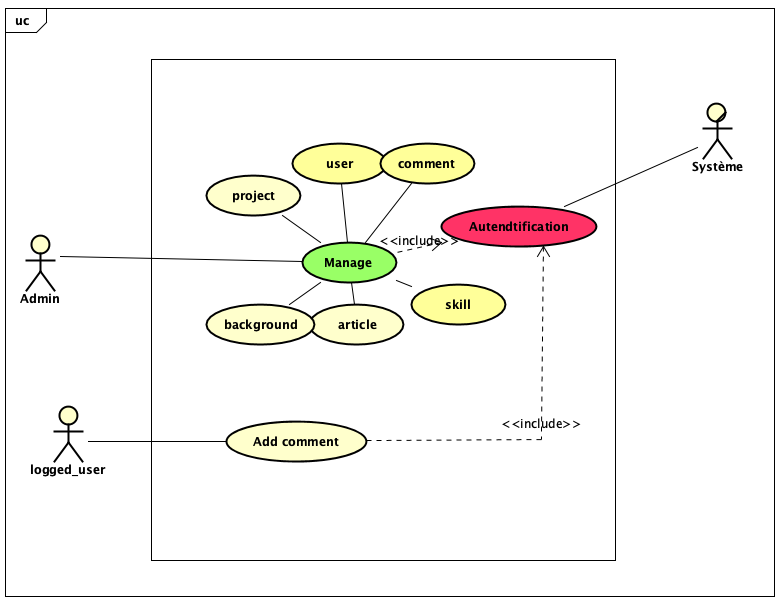 uc
Système
user
comment
project
Autendtification
<<include>>
Manage
Admin
skill
background
article
<<include>>
Add comment
logged_user